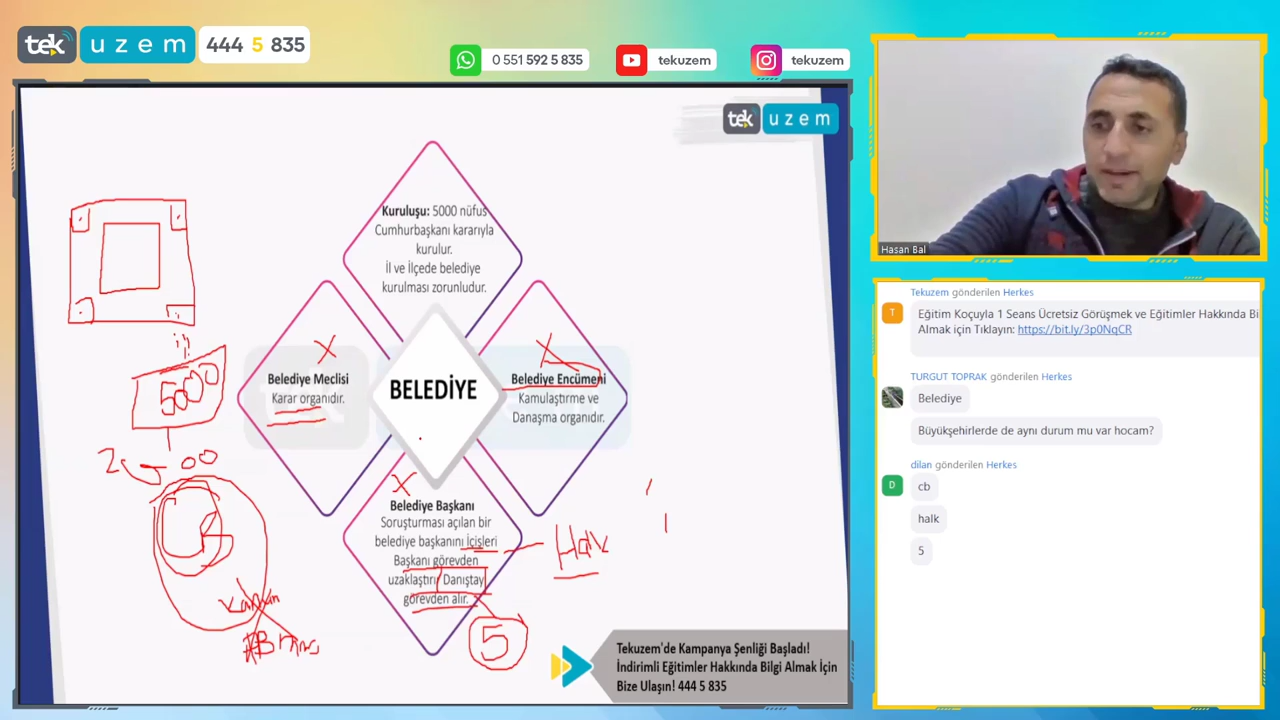 tek uzem 444 5 835
0 551 592 5 835
tekuzem
tekuzem
tek uzem
Kuruluşu: 5000 nüfus
Cumhurbaşkanı kararıyla
kurulur.
İl ve İlçede belediye
kurulması zorunludur.
Belediye Meclisi
Karar organıdır.
BELEDİYE
Belediye Encümeni
Kamulaştırme ve
Danaşma organıdır.
Belediye Başkanı
Soruşturması açılan bir
belediye başkanını İçişleri
Başkanı görevden
uzaklaştırır Danıştay
görevden alır.
5000
5
Tekuzem'de Kampanya Şenliği Başladı!
İndirimli Eğitimler Hakkında Bilgi Almak İçin
Bize Ulaşın! 444 5 835
Hasan Bal
Tekuzem gönderilen Herkes
T
Eğitim Koçuyla 1 Seans Ücretsiz Görüşmek ve Eğitimler Hakkında Bi
Almak için Tıklayın: https://bit.ly/3p0NqCR
TURGUT TOPRAK gönderilen Herkes
Belediye
Büyükşehirlerde de aynı durum mu var hocam?
dilan gönderilen Herkes
D
cb
halk
5